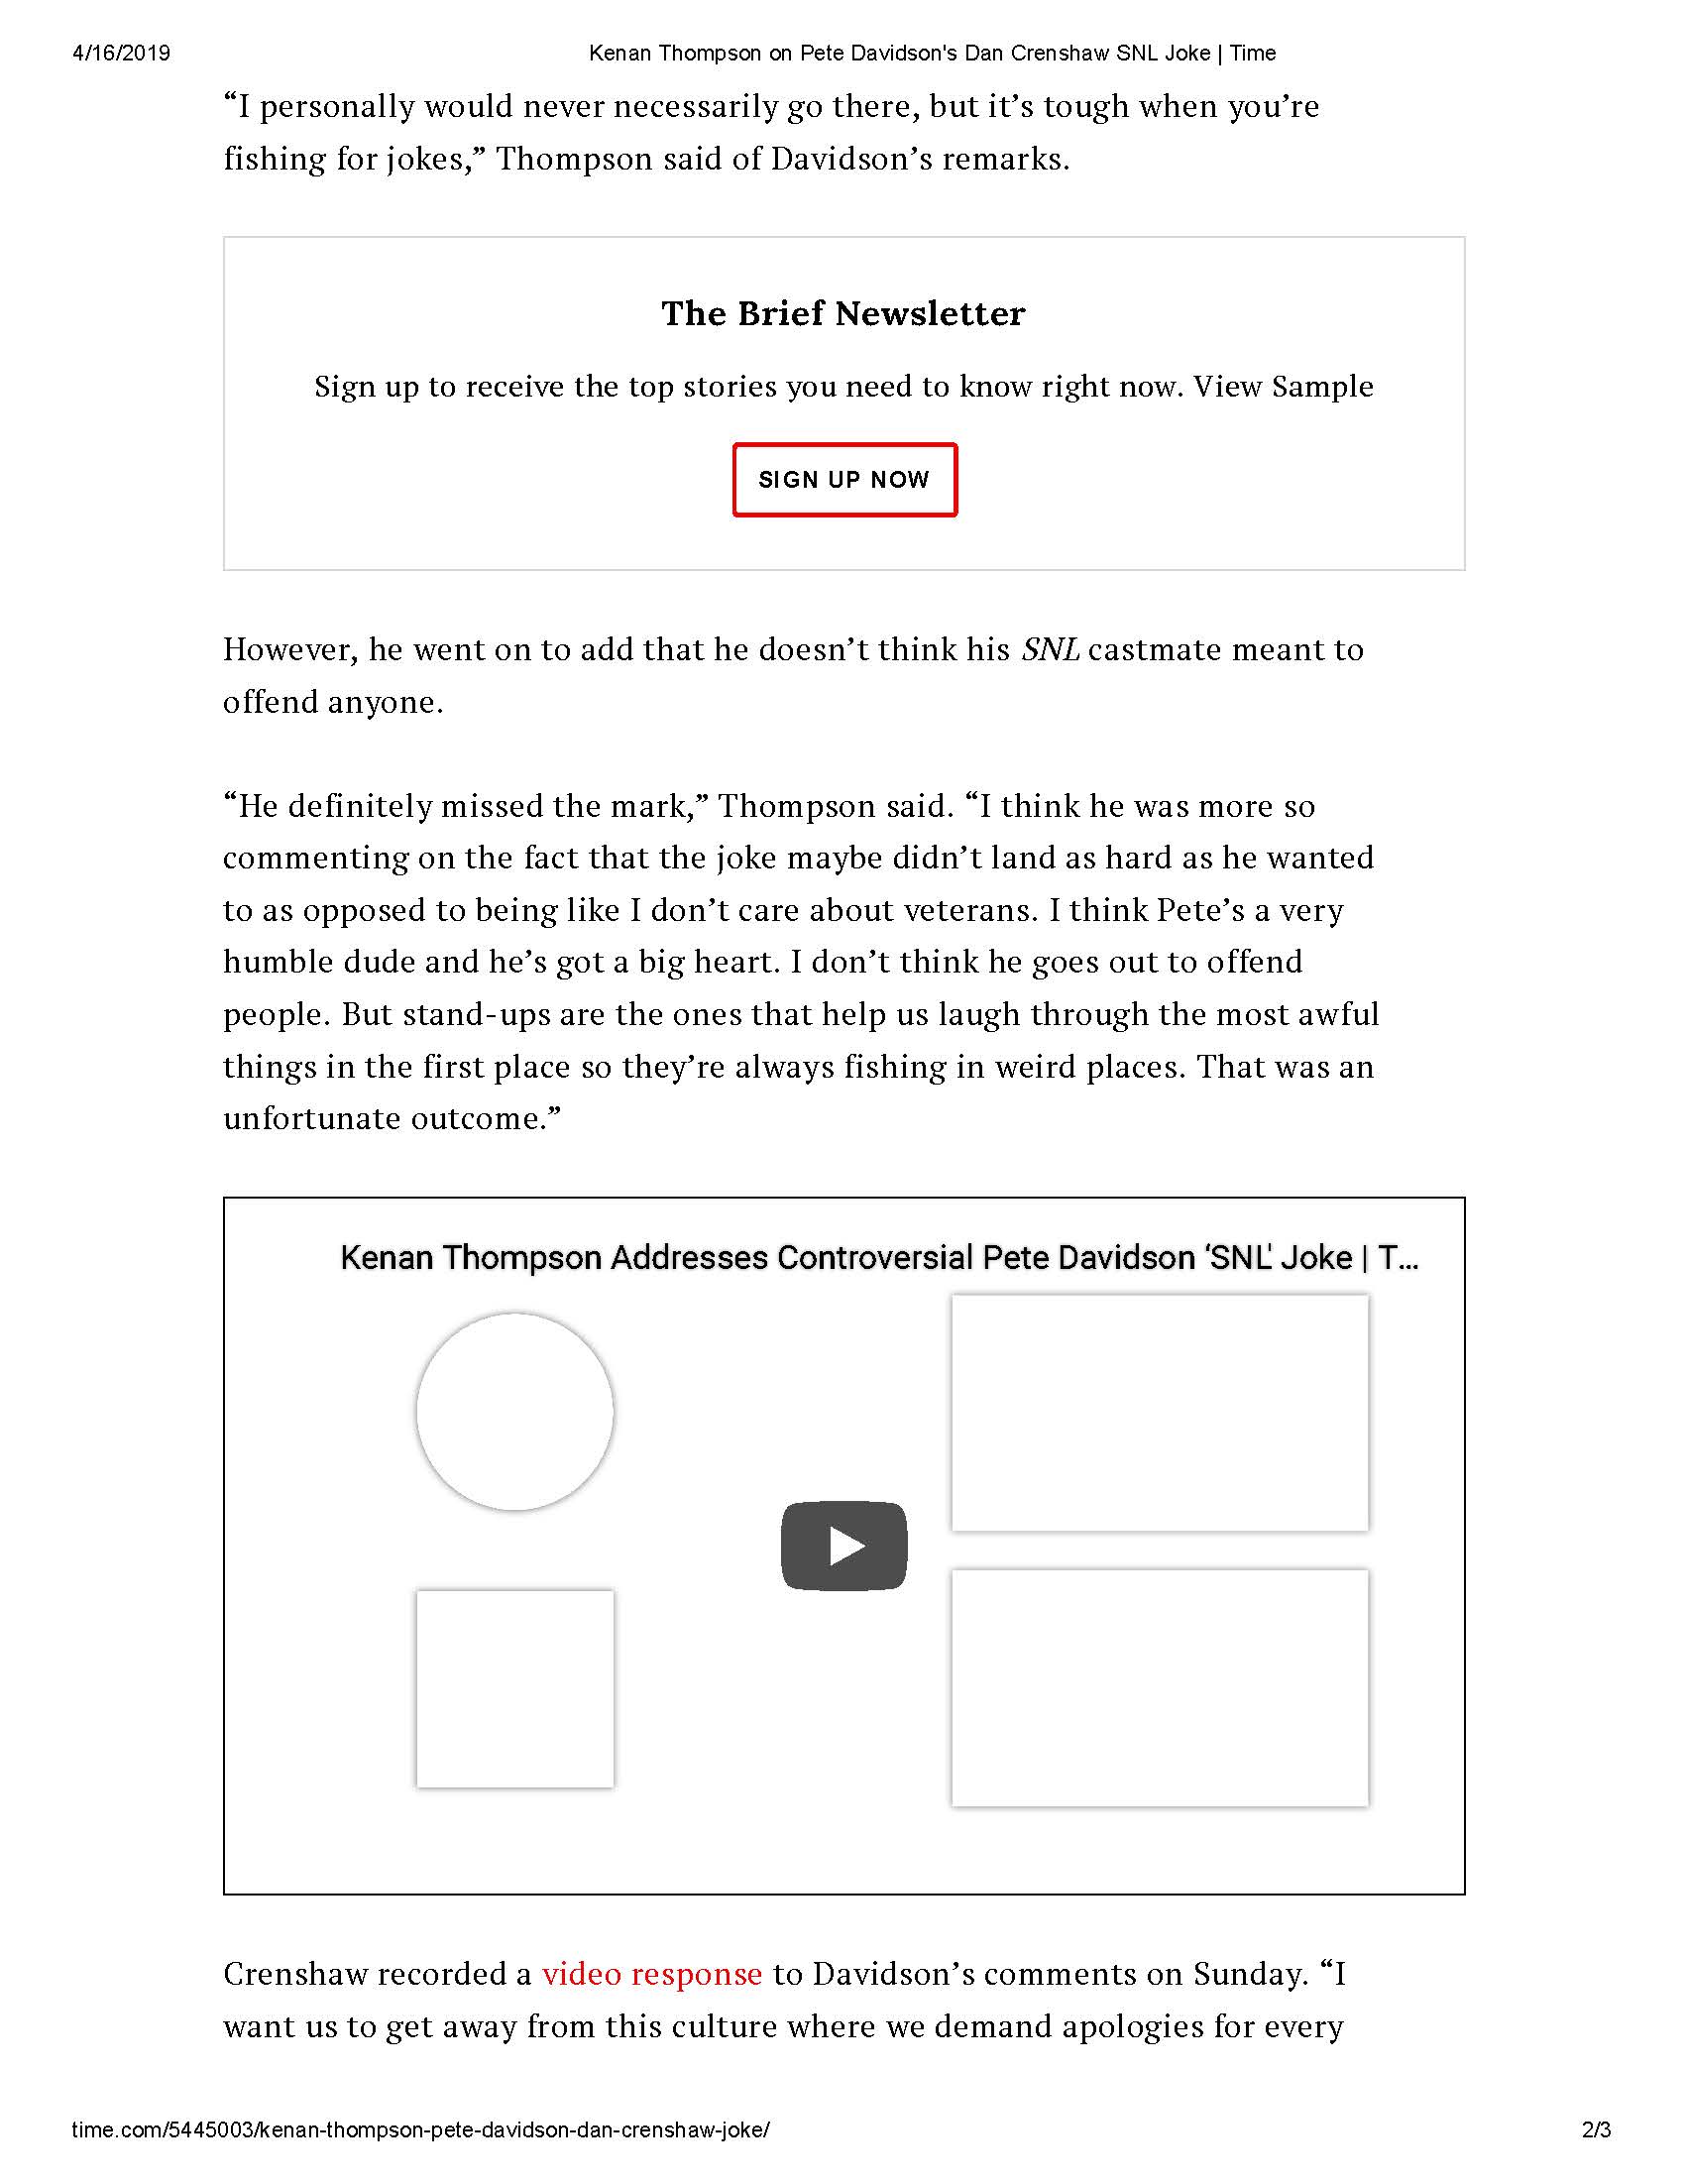 4/16/2019 Kenan Thompson on Pete Davidson's Dan Crenshaw SNL Joke | Time
“I personally would never necessarily go there, but it’s tough when you’re
fishing for jokes,” Thompson said of Davidson’s remarks.
The Brief Newsletter
Sign up to receive the top stories you need to know right now. View Sample
SIGN UP NOW
However, he went on to add that he doesn’t think his SNL castmate meant to
offend anyone.
“He definitely missed the mark,” Thompson said. “I think he was more so
commenting on the fact that the joke maybe didn’t land as hard as he wanted
to as opposed to being like I don’t care about veterans. I think Pete’s a very
humble dude and he’s got a big heart. I don’t think he goes out to offend
people. But stand-ups are the ones that help us laugh through the most awful
things in the first place so they’re always fishing in weird places. That was an
unfortunate outcome.”
Kenan Thompson Addresses Controversial Pete Davidson ‘SNL' Joke | T...
Crenshaw recorded a video response to Davidson’s comments on Sunday. “I
want us to get away from this culture where we demand apologies for every
time.com/5445003/kenan-thompson-pete-davidson-dan-crenshaw-joke/ 2/3